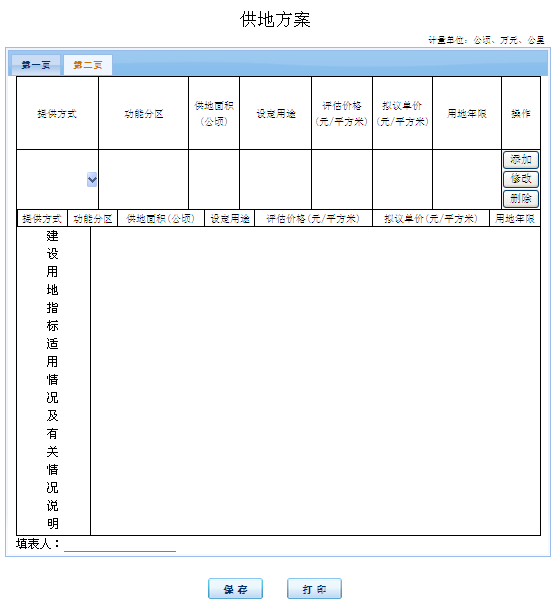 供地方案
计量单位：公顷、万元、公里
第一页 第二页
提供方式 功能分区 供地面积(公顷) 设定用途 评估价格(元/平方米) 拟议单价(元/平方米) 用地年限 操作
添加
修改
删除
提供方式 功能分区 供地面积(公顷) 设定用途 评估价格(元/平方米) 拟议单价(元/平方米) 用地年限
建设用地指标适用情况及有关情况说明
填表人：
保存 打印